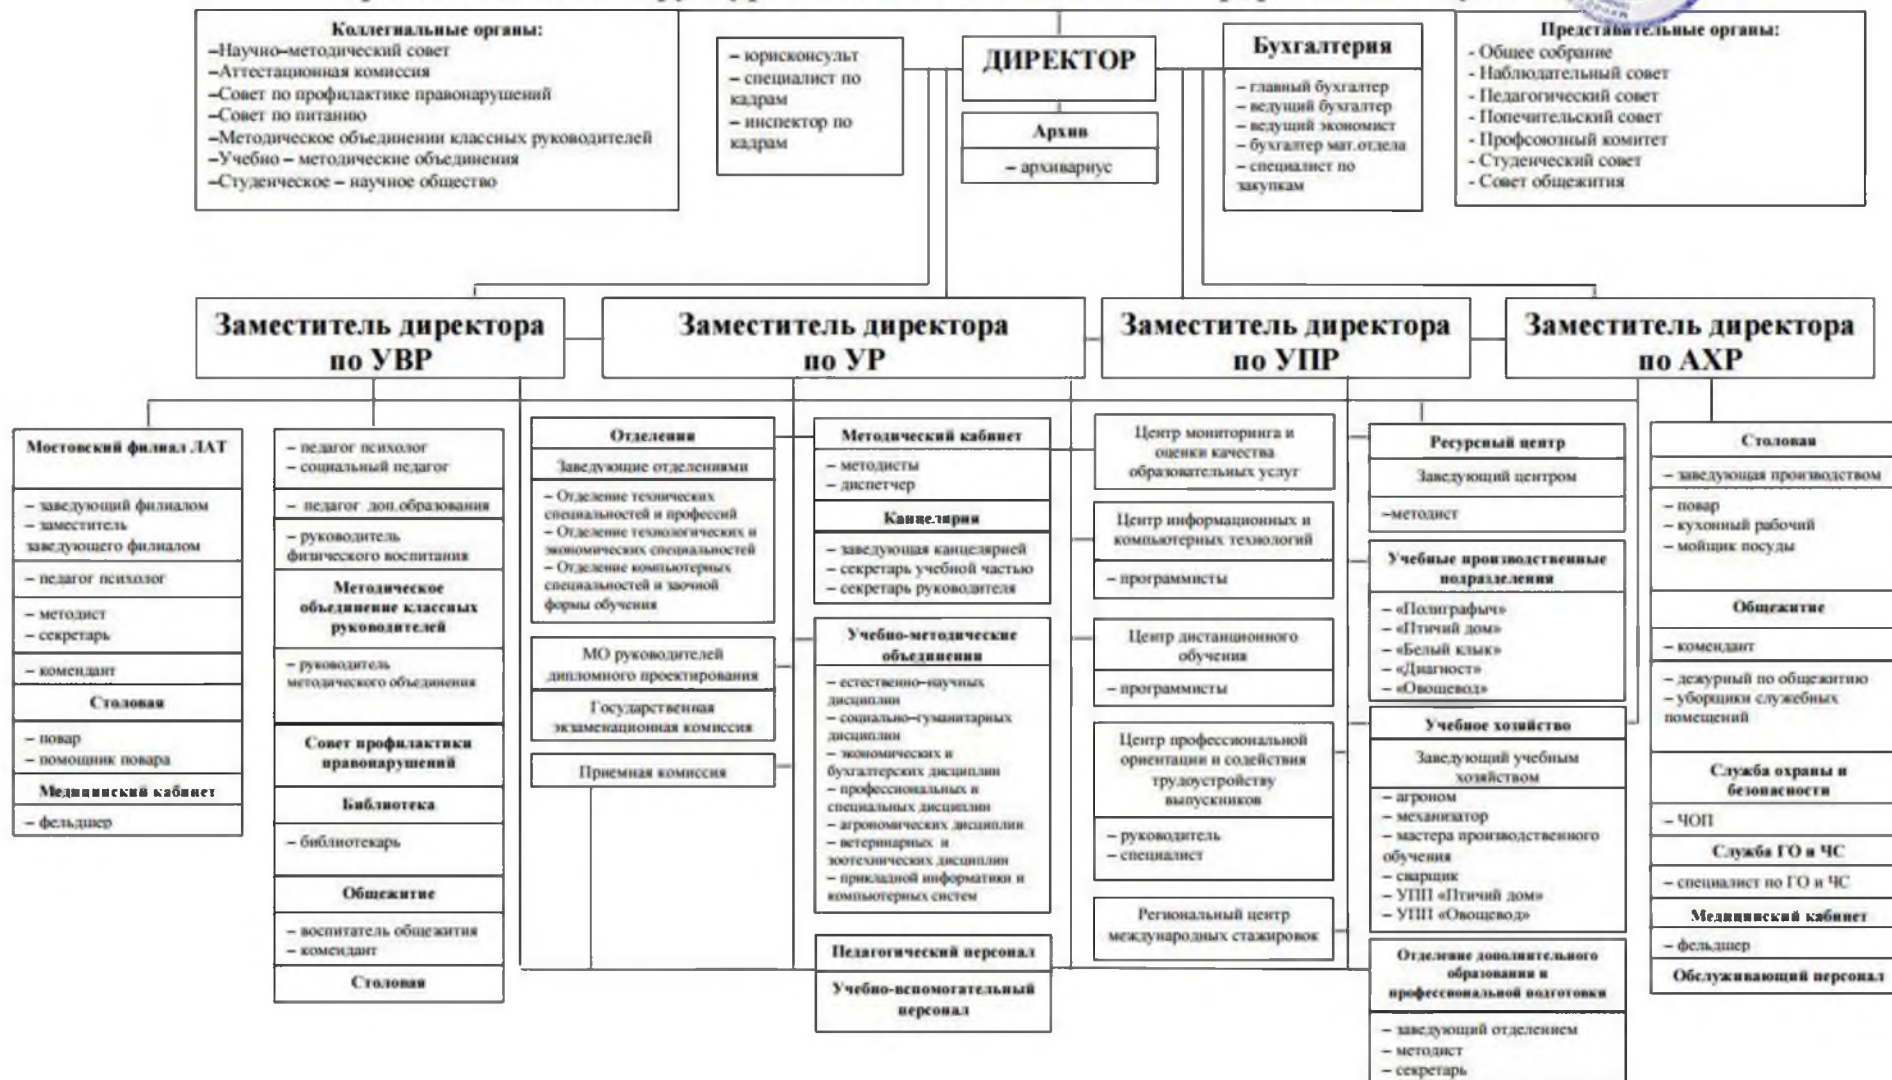 Коллегиальные органы:
–Научно–методический совет
–Аттестационная комиссия
–Совет по профилактике правонарушений
–Совет по питанию
–Методическое объединении классных руководителей
–Учебно – методические объединения
–Студенческое – научное общество
– юрисконсульт
– специалист по
кадрам
– инспектор по
кадрам
ДИРЕКТОР
Архив
– архивариус
Бухгалтерия
– главный бухгалтер
– ведущий бухгалтер
– ведущий экономист
– бухгалтер мат.отдела
– специалист по
закупкам
Представительные органы:
- Общее собрание
- Наблюдательный совет
- Педагогический совет
- Попечительский совет
- Профсоюзный комитет
- Студенческий совет
- Совет общежития
Заместитель директора
по УВР
Заместитель директора
по УР
Заместитель директора
по УПР
Заместитель директора
по АХР
Мостовский филиал ЛАТ
– заведующий филиалом
– заместитель
заведующего филиалом
– педагог психолог
– методист
– секретарь
– комендант
Столовая
– повар
– помощник повара
Медицинский кабинет
– фельдшер
– педагог психолог
– социальный педагог
– педагог доп.образования
– руководитель
физического воспитания
Методическое
объединение классных
руководителей
– руководитель
методического объединения
Совет профилактики
правонарушений
Библиотека
– библиотекарь
Общежитие
– воспитатель общежития
– комендант
Столовая
Отделения
Заведующие отделениями
– Отделение технических
специальностей и профессий
– Отделение технологических и
экономических специальностей
– Отделение компьютерных
специальностей и заочной
формы обучения
МО руководителей
дипломного проектирования
Государственная
экзаменационная комиссия
Приемная комиссия
Методический кабинет
– методисты
– диспетчер
Канцелярия
– заведующая канцелярией
– секретарь учебной частью
– секретарь руководителя
Учебно-методические
объединения
– естественно–научных
дисциплин
– социально–гуманитарных
дисциплин
– экономических и
бухгалтерских дисциплин
– профессиональных и
специальных дисциплин
– агрономических дисциплин
– ветеринарных и
зоотехнических дисциплин
– прикладной информатики и
компьютерных систем
Педагогический персонал
Учебно-вспомогательный
персонал
Центр мониторинга и
оценки качества
образовательных услуг
Центр информационных и
компьютерных технологий
– программисты
Центр дистанционного
обучения
– программисты
Центр профессиональной
ориентации и содействия
трудоустройству
выпускников
– руководитель
– специалист
Региональный центр
международных стажировок
Ресурсный центр
Заведующий центром
–методист
Учебные производственные
подразделения
– «Полиграфыч»
– «Птичий дом»
– «Белый клык»
– «Диагност»
– «Овощевод»
Учебное хозяйство
Заведующий учебным
хозяйством
– агроном
– механизатор
– мастера производственного
обучения
– сварщик
– УПП «Птичий дом»
– УПП «Овощевод»
Отделение дополнительного
образования и
профессиональной подготовки
– заведующий отделением
– методист
– секретарь
Столовая
– заведующая производством
– повар
– кухонный рабочий
– мойщик посуды
Общежитие
– комендант
– дежурный по общежитию
– уборщики служебных
помещений
Служба охраны и
безопасности
– ЧОП
Служба ГО и ЧС
– специалист по ГО и ЧС
Медицинский кабинет
– фельдшер
Обслуживающий персонал